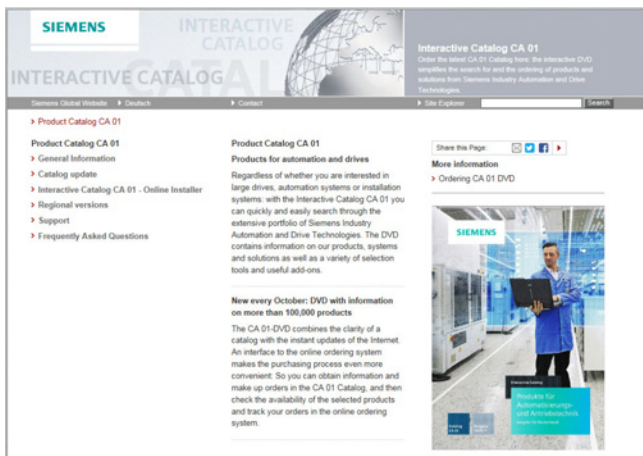 SIEMENS
INTERACTIVE
CATALOG
CATAL
INTERACTIVE CATALOG
Interactive Catalog CA 01
Order the latest CA 01 Catalog here: the interactive DVD
simplifies the search for and the ordering of products and
solutions from Siemens Industry Automation and Drive
Technologies.
Siemens Global Website
Deutsch
Contact
Site Explorer
Search
Product Catalog CA 01
Product Catalog CA 01
General Information
Catalog update
Interactive Catalog CA 01 - Online Installer
Regional versions
Support
Frequently Asked Questions
Product Catalog CA 01
Products for automation and drives
Regardless of whether you are interested in
large drives, automation systems or installation
systems: with the Interactive Catalog CA 01 you
can quickly and easily search through the
extensive portfolio of Siemens Industry
Automation and Drive Technologies. The DVD
contains information on our products, systems
and solutions as well as a variety of selection
tools and useful add-ons.
New every October: DVD with information
on more than 100,000 products
The CA 01-DVD combines the clarity of a
catalog with the instant updates of the Internet.
An interface to the online ordering system
makes the purchasing process even more
convenient: So you can obtain information and
make up orders in the CA 01 Catalog, and then
check the availability of the selected products
and track your orders in the online ordering
system.
Share this Page:
More information
Ordering CA 01 DVD
SIEMENS
Interactive Catalog
Produkte für
Automatisierungs-
und Antriebstechnik